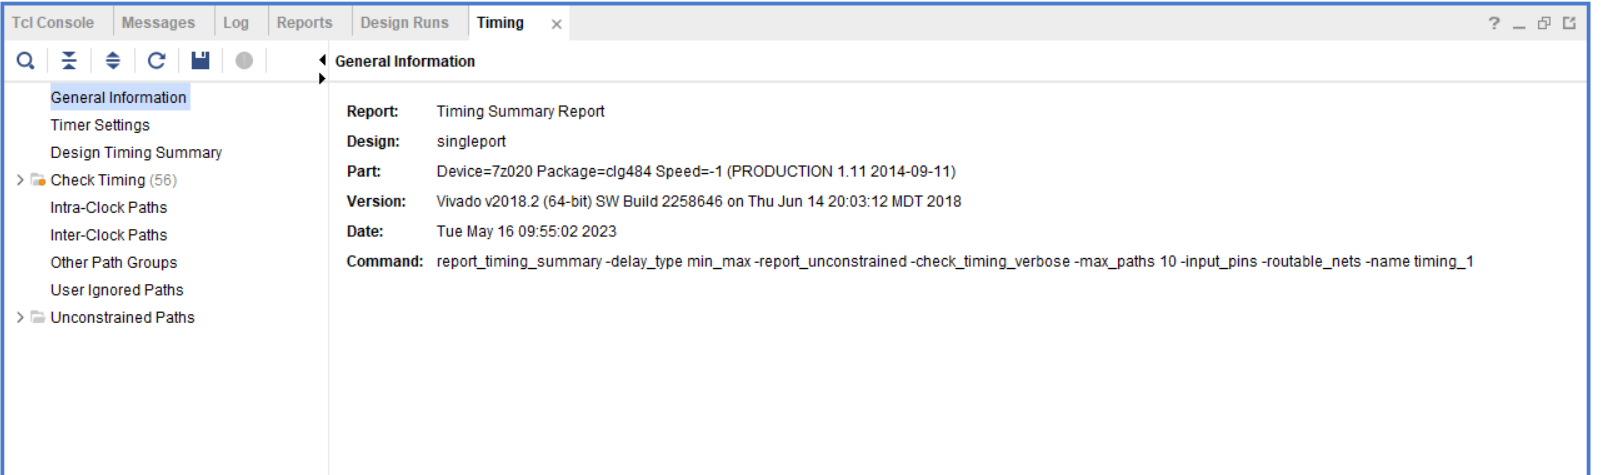 Tcl Console Messages Log Reports Design Runs Timing × ? _
General Information
General Information
Timer Settings
Design Timing Summary
Check Timing (56)
Intra-Clock Paths
Inter-Clock Paths
Other Path Groups
User Ignored Paths
Unconstrained Paths
Report: Timing Summary Report
Design: singleport
Part: Device=7z020 Package=clg484 Speed=-1 (PRODUCTION 1.11 2014-09-11)
Version: Vivado v2018.2 (64-bit) SW Build 2258646 on Thu Jun 14 20:03:12 MDT 2018
Date: Tue May 16 09:55:02 2023
Command: report_timing_summary -delay_type min_max -report_unconstrained -check_timing_verbose -max_paths 10 -input_pins -routable_nets -name timing_1